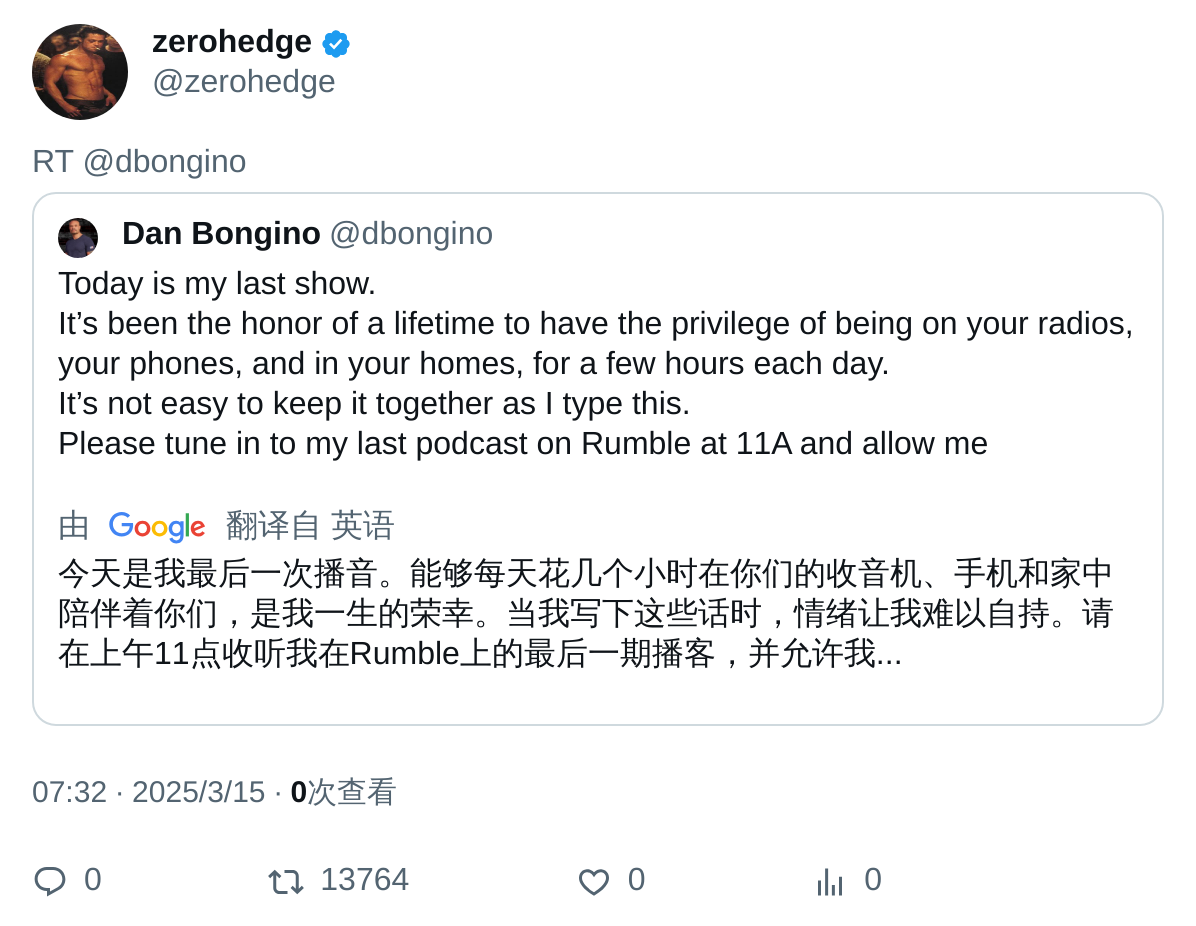 zerohedge
@zerohedge
RT @dbongino
Dan Bongino @dbongino
Today is my last show.
It’s been the honor of a lifetime to have the privilege of being on your radios,
your phones, and in your homes, for a few hours each day.
It’s not easy to keep it together as I type this.
Please tune in to my last podcast on Rumble at 11A and allow me
由 Google 翻译自 英语
今天是我最后一次播音。能够每天花几个小时在你们的收音机、手机和家中
陪伴着你们，是我一生的荣幸。当我写下这些话时，情绪让我难以自持。请
在上午11点收听我在Rumble上的最后一期播客，并允许我...
07:32 · 2025/3/15 · 0次查看
0 13764 0 0